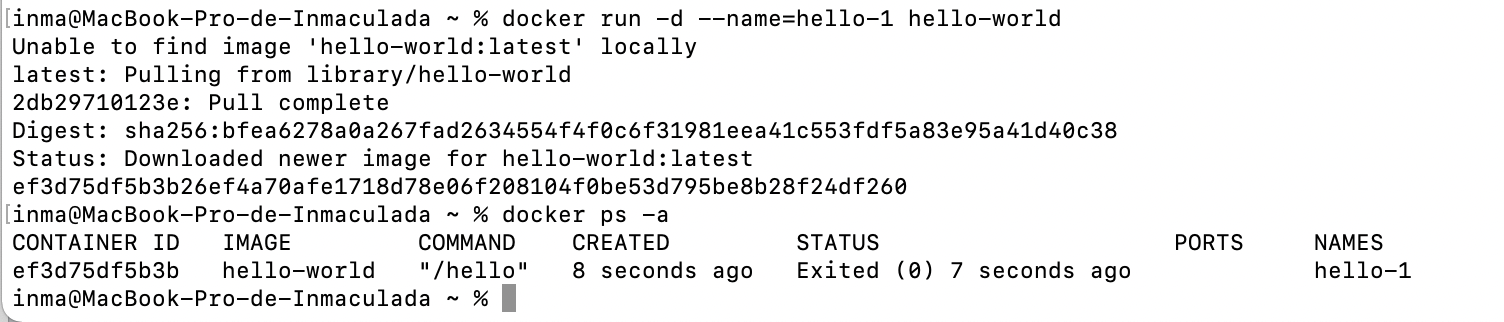 [inma@MacBook-Pro-de-Inmaculada ~ % docker run -d --name=hello-1 hello-world
Unable to find image 'hello-world:latest' locally
latest: Pulling from library/hello-world
2db29710123e: Pull complete
Digest: sha256:bfea6278a0a267fad2634554f4f0c6f31981eea41c553fdf5a83e95a41d40c38
Status: Downloaded newer image for hello-world:latest
ef3d75df5b3b26ef4a70afe1718d78e06f208104f0be53d795be8b28f24df260
[inma@MacBook-Pro-de-Inmaculada ~ % docker ps -a
CONTAINER ID   IMAGE         COMMAND    CREATED         STATUS                     PORTS     NAMES
ef3d75df5b3b   hello-world   "/hello"   8 seconds ago   Exited (0) 7 seconds ago             hello-1
inma@MacBook-Pro-de-Inmaculada ~ %